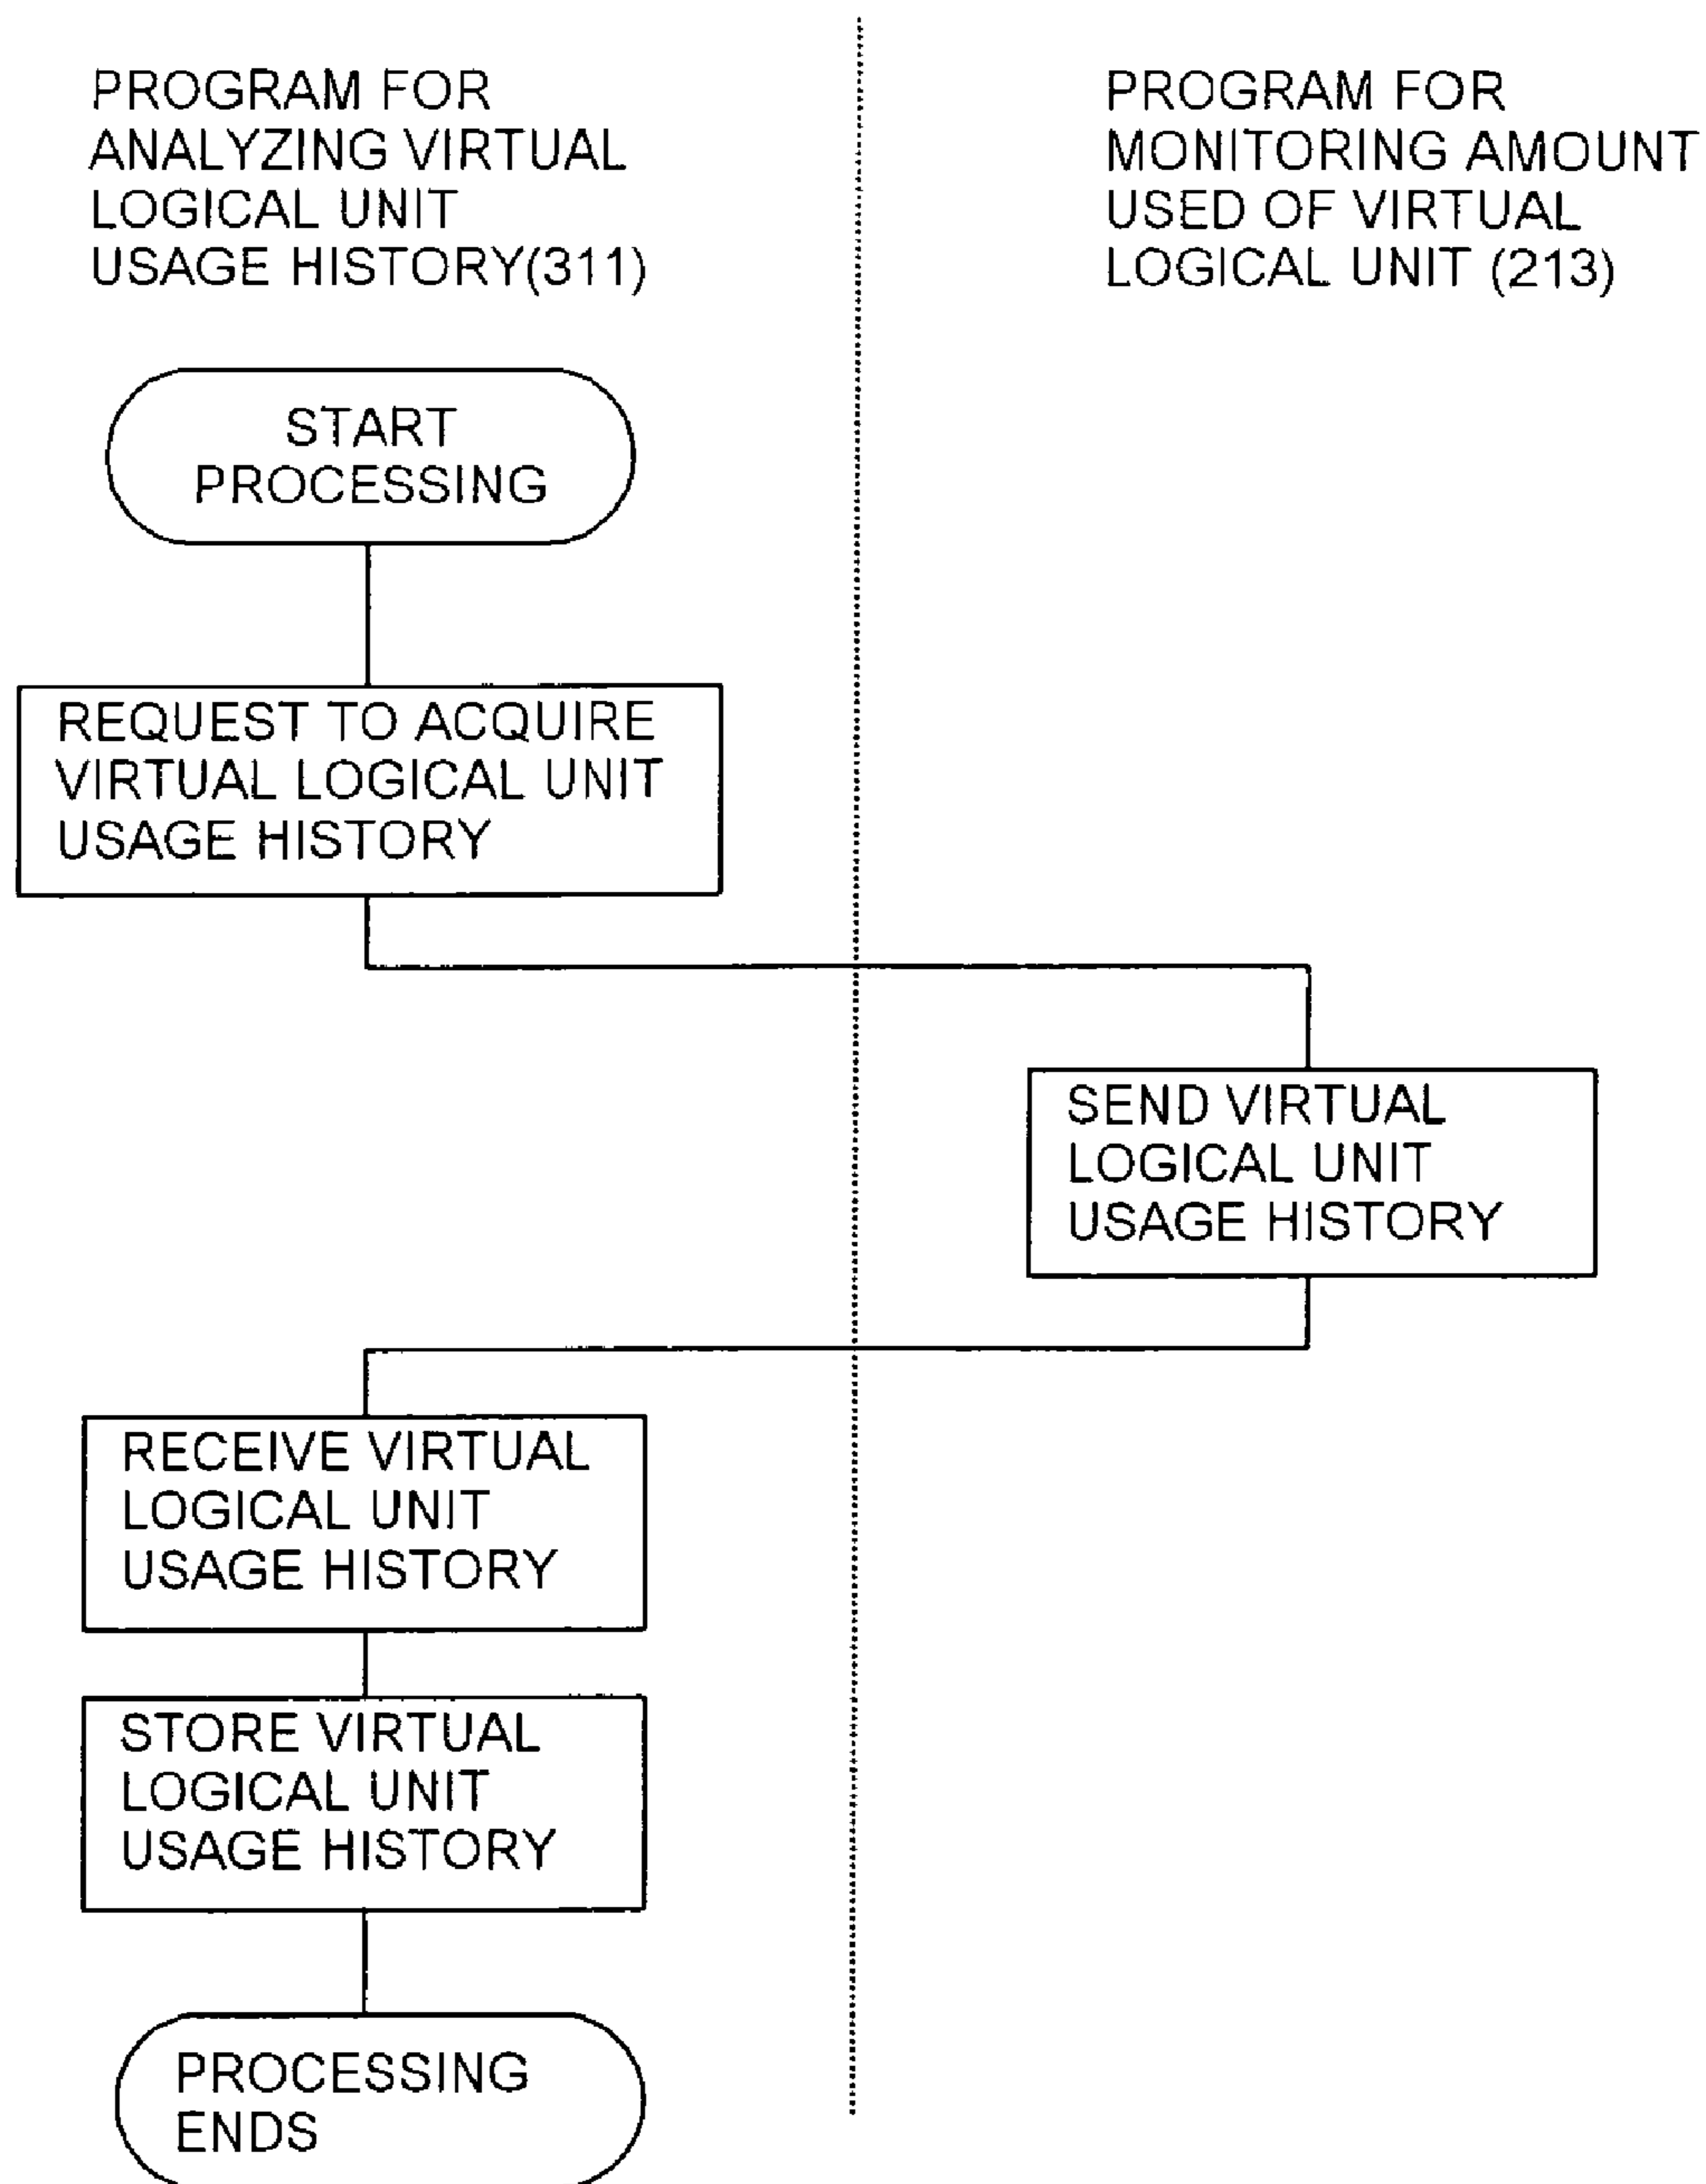 PROGRAM FOR
ANALYZING VIRTUAL
LOGICAL UNIT
USAGE HISTORY(311)
PROGRAM FOR
MONITORING AMOUNT
USED OF VIRTUAL
LOGICAL UNIT (213)
START
PROCESSING
REQUEST TO ACQUIRE
VIRTUAL LOGICAL UNIT
USAGE HISTORY
SEND VIRTUAL
LOGICAL UNIT
USAGE HISTORY
RECEIVE VIRTUAL
LOGICAL UNIT
USAGE HISTORY
STORE VIRTUAL
LOGICAL UNIT
USAGE HISTORY
PROCESSING
ENDS